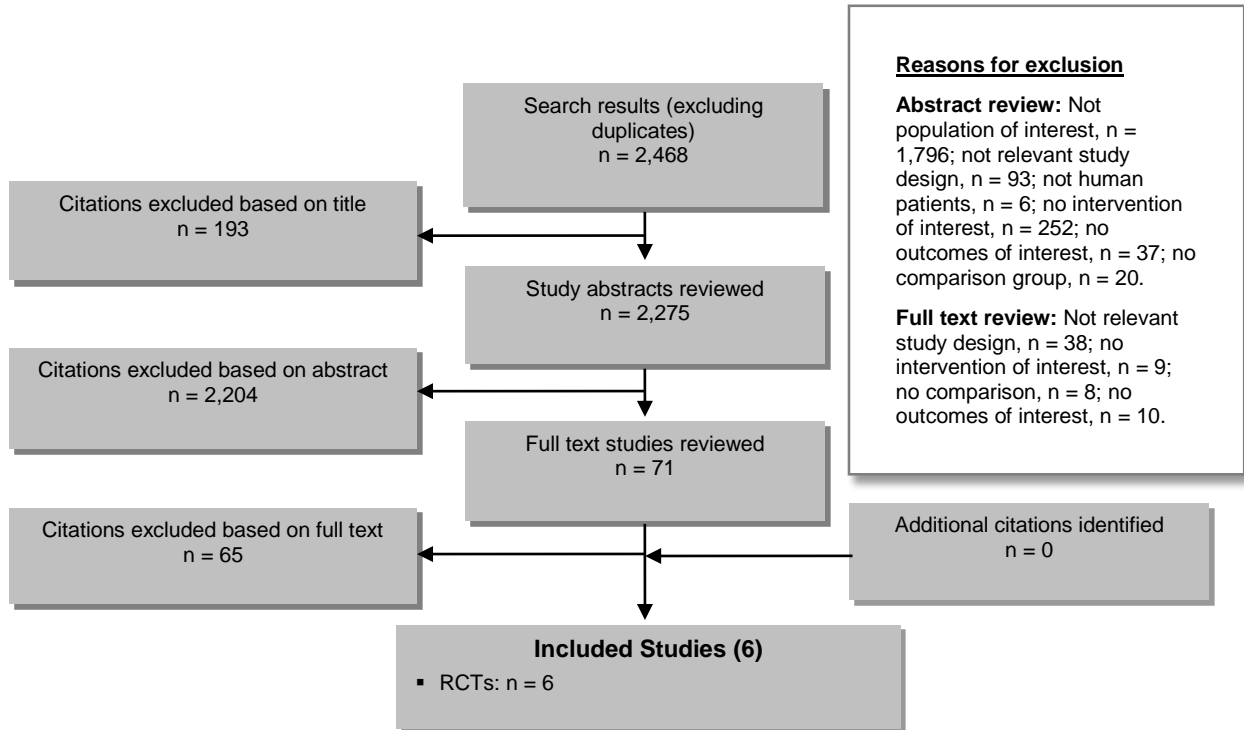 Search results (excluding
duplicates)
n = 2,468
Citations excluded based on title
n = 193
Study abstracts reviewed
n = 2,275
Citations excluded based on abstract
n = 2,204
Full text studies reviewed
n = 71
Citations excluded based on full text
n = 65
Additional citations identified
n = 0
Included Studies (6)
▪ RCTs: n = 6
Reasons for exclusion
Abstract review: Not
population of interest, n =
1,796; not relevant study
design, n = 93; not human
patients, n = 6; no intervention
of interest, n = 252; no
outcomes of interest, n = 37; no
comparison group, n = 20.
Full text review: Not relevant
study design, n = 38; no
intervention of interest, n = 9;
no comparison, n = 8; no
outcomes of interest, n = 10.